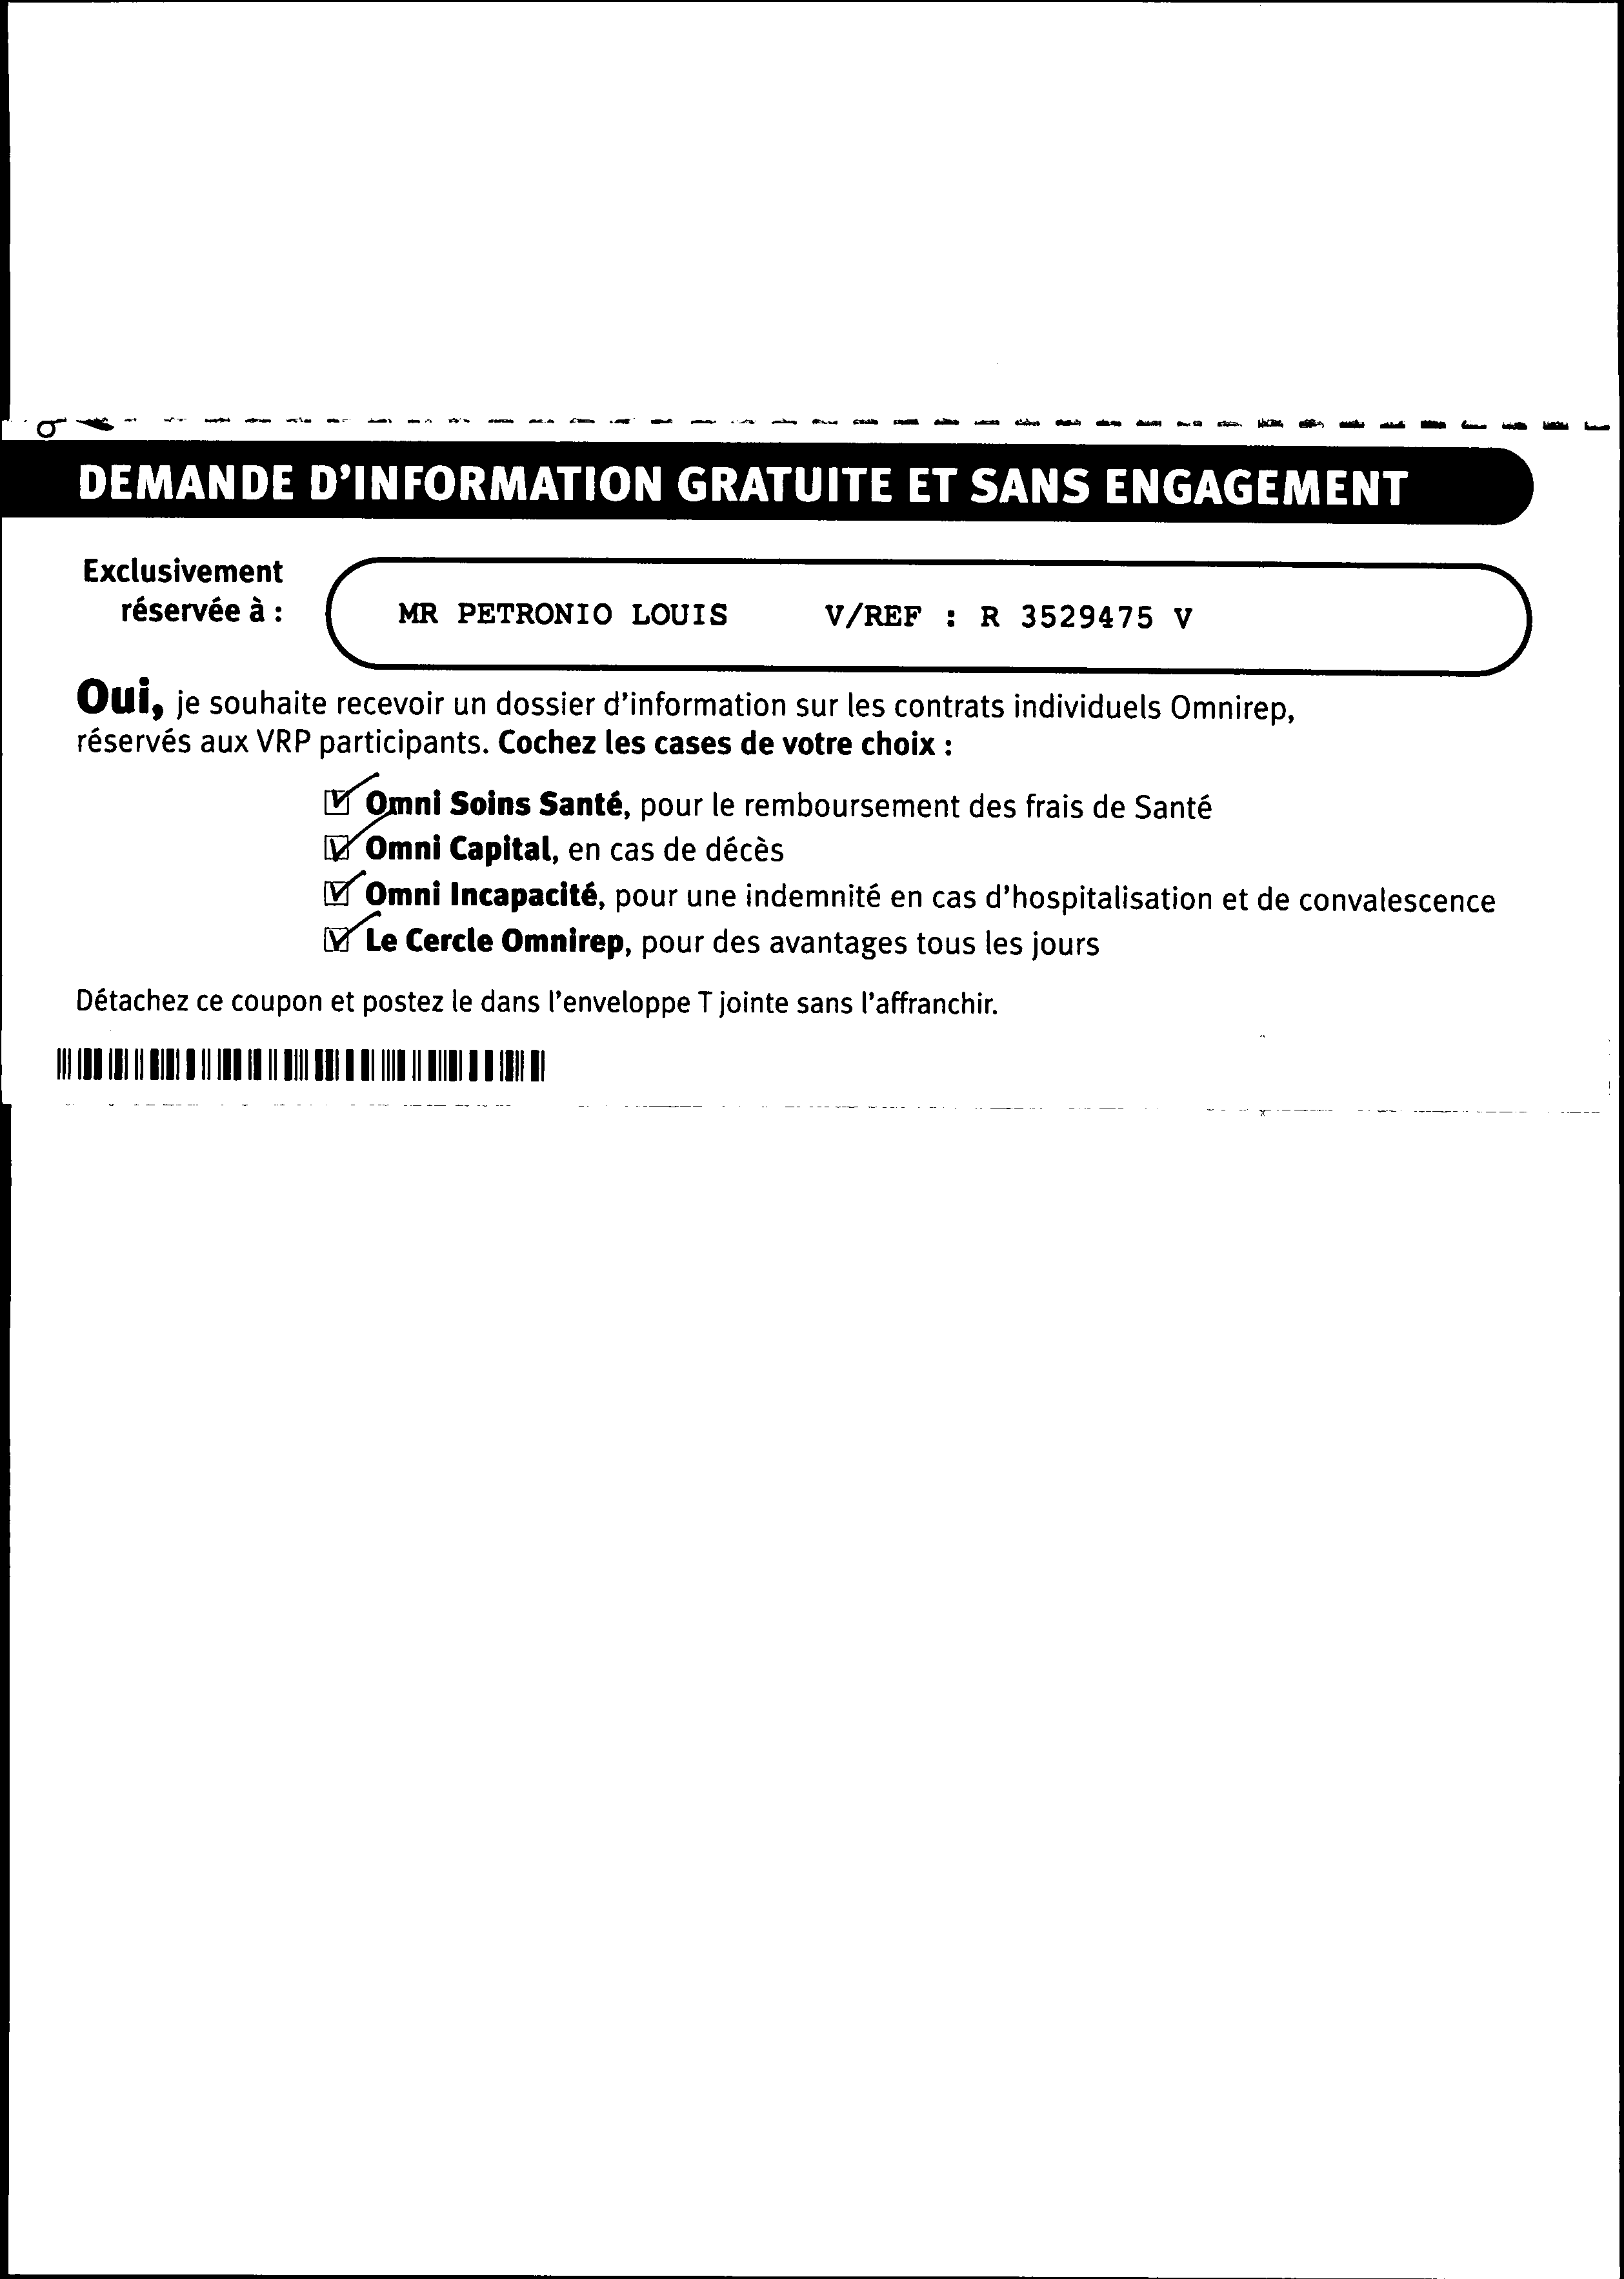 DEMANDE D'INFORMATION GRATUITE ET SANS ENGAGEMENT
Exclusivement
réservée à :
MR PETRONIO LOUIS V/REF : R 3529475 V
Oui, je souhaite recevoir un dossier d'information sur les contrats individuels Omnirep,
réservés aux VRP participants. Cochez les cases de votre choix :
Omni Soins Santé, pour le remboursement des frais de Santé
Omni Capital, en cas de décès
Omni Incapacité, pour une indemnité en cas d'hospitalisation et de convalescence
Le Cercle Omnirep, pour des avantages tous les jours
Détachez ce coupon et postez le dans l'enveloppe T jointe sans l'affranchir.